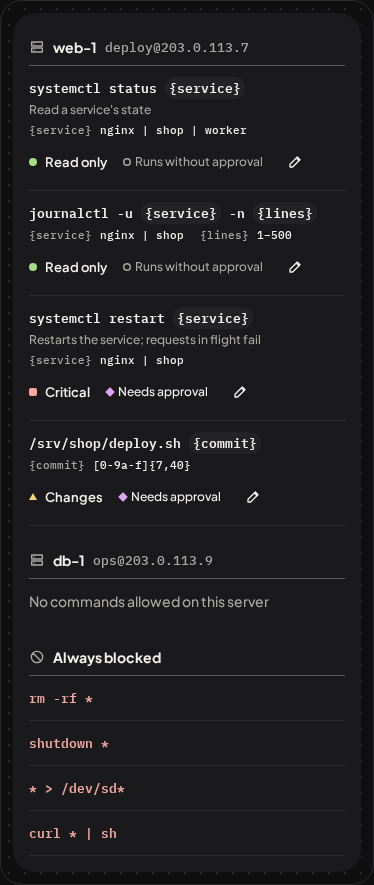 web-1 deploy@203.0.113.7
systemctl status {service}
Read a service's state
{service} nginx | shop | worker
Read only Runs without approval
journalctl -u {service} -n {lines}
{service} nginx | shop {lines} 1–500
Read only Runs without approval
systemctl restart {service}
Restarts the service; requests in flight fail
{service} nginx | shop
Critical Needs approval
/srv/shop/deploy.sh {commit}
{commit} [0-9a-f]{7,40}
Changes Needs approval
db-1 ops@203.0.113.9
No commands allowed on this server
Always blocked
rm -rf *
shutdown *
* > /dev/sd*
curl * | sh